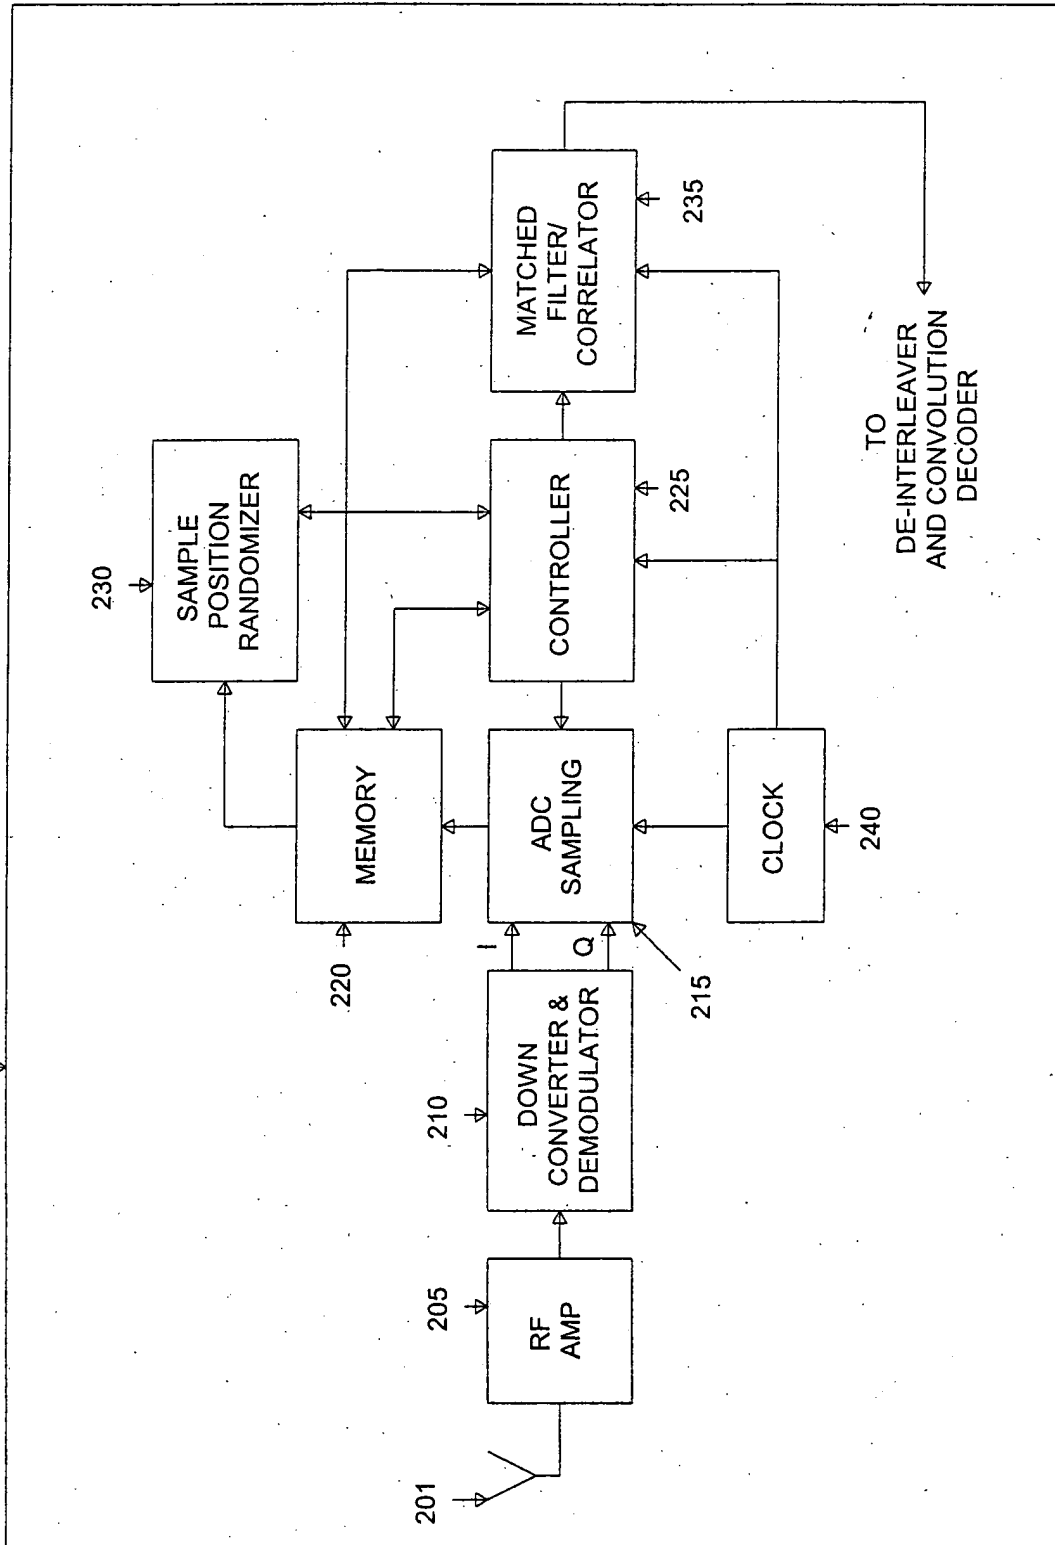 201
205
RF
AMP
210
DOWN
CONVERTER &
DEMODULATOR
I
Q
215
ADC
SAMPLING
220
MEMORY
230
SAMPLE
POSITION
RANDOMIZER
CONTROLLER
225
CLOCK
240
MATCHED
FILTER/
CORRELATOR
235
TO
DE-INTERLEAVER
AND CONVOLUTION
DECODER